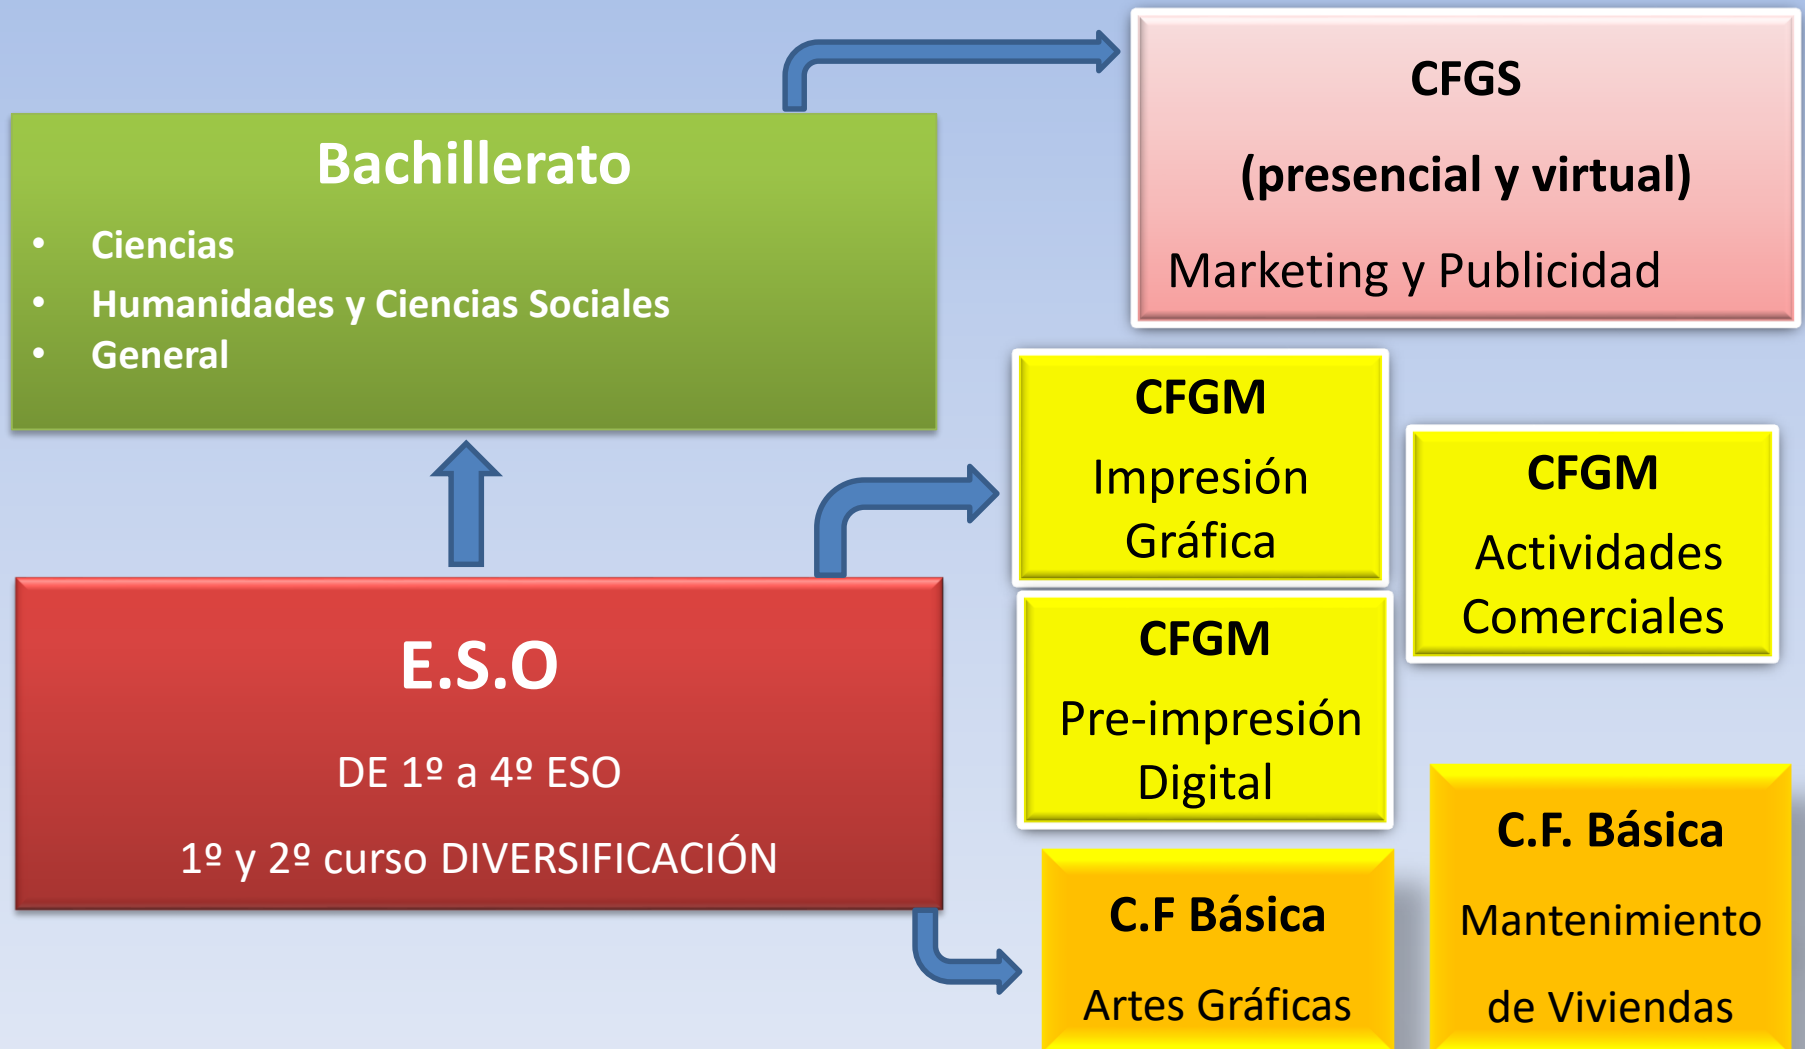 Bachillerato
• Ciencias
• Humanidades y Ciencias Sociales
• General
CFGS
(presencial y virtual)
Marketing y Publicidad
CFGM
Impresión
Gráfica
CFGM
Actividades
Comerciales
E.S.O
DE 1º a 4º ESO
1º y 2º curso DIVERSIFICACIÓN
CFGM
Pre-impresión
Digital
C.F Básica
Artes Gráficas
C.F. Básica
Mantenimiento
de Viviendas